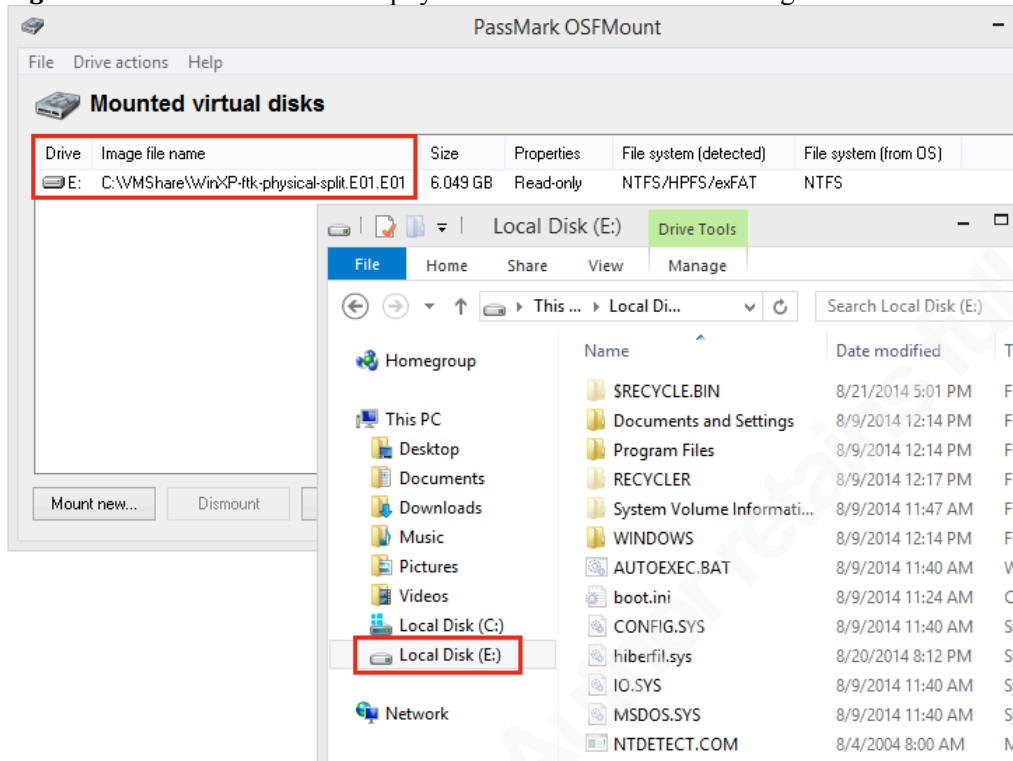 PassMark OSFMount
File Drive actions Help
Mounted virtual disks
Drive Image file name Size Properties File system (detected) File system (from OS)
E: C:\VMShare\WinXP-ftk-physical-split.E01.E01 6.049 GB Read-only NTFS/HPFS/exFAT NTFS
Mount new... Dismount
Local Disk (E:) Drive Tools
File Home Share View Manage
This ... Local Di... Search Local Disk (E:)
Name Date modified
Homegroup
This PC
Desktop
Documents
Downloads
Music
Pictures
Videos
Local Disk (C:)
Local Disk (E:)
Network
$RECYCLE.BIN 8/21/2014 5:01 PM
Documents and Settings 8/9/2014 12:14 PM
Program Files 8/9/2014 12:14 PM
RECYCLER 8/9/2014 12:17 PM
System Volume Informati... 8/9/2014 11:47 AM
WINDOWS 8/9/2014 12:14 PM
AUTOEXEC.BAT 8/9/2014 11:40 AM
boot.ini 8/9/2014 11:24 AM
CONFIG.SYS 8/9/2014 11:40 AM
hiberfil.sys 8/20/2014 8:12 PM
IO.SYS 8/9/2014 11:40 AM
MSDOS.SYS 8/9/2014 11:40 AM
NTDETECT.COM 8/4/2004 8:00 AM
Author retains full